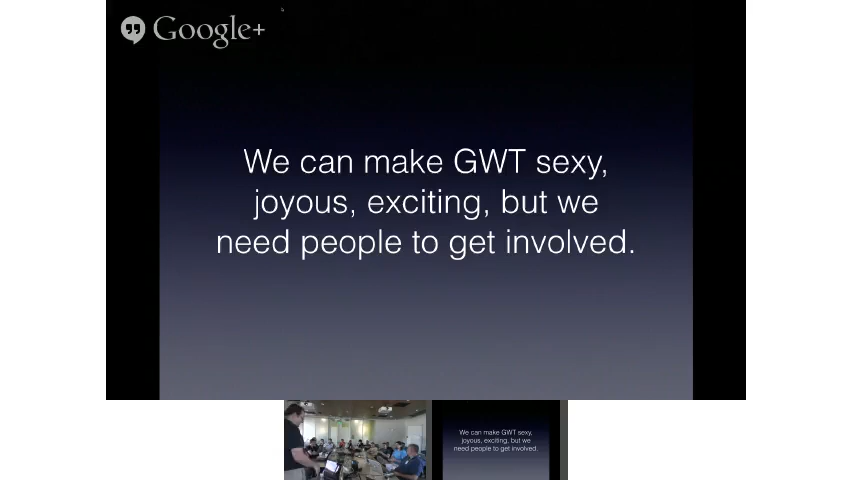 Google+
We can make GWT sexy,
joyous, exciting, but we
need people to get involved.
We can make GWT sexy,
joyous, exciting, but we
need people to get involved.